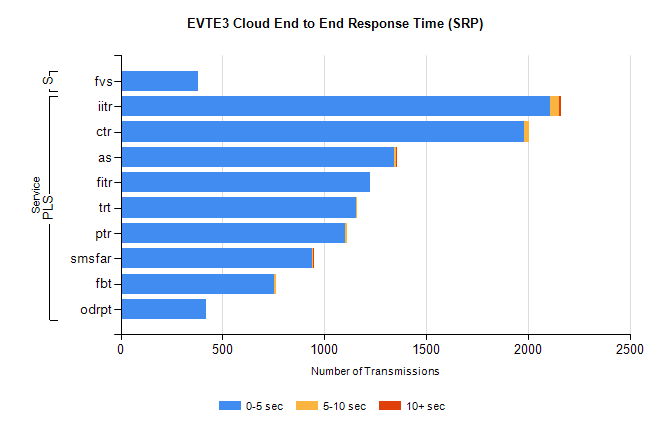 EVTE3 Cloud End to End Response Time (SRP)
Service
S
PLS
fvs
iitr
ctr
as
fitr
trt
ptr
smsfar
fbt
odrpt
0 500 1000 1500 2000 2500
Number of Transmissions
0-5 sec 5-10 sec 10+ sec